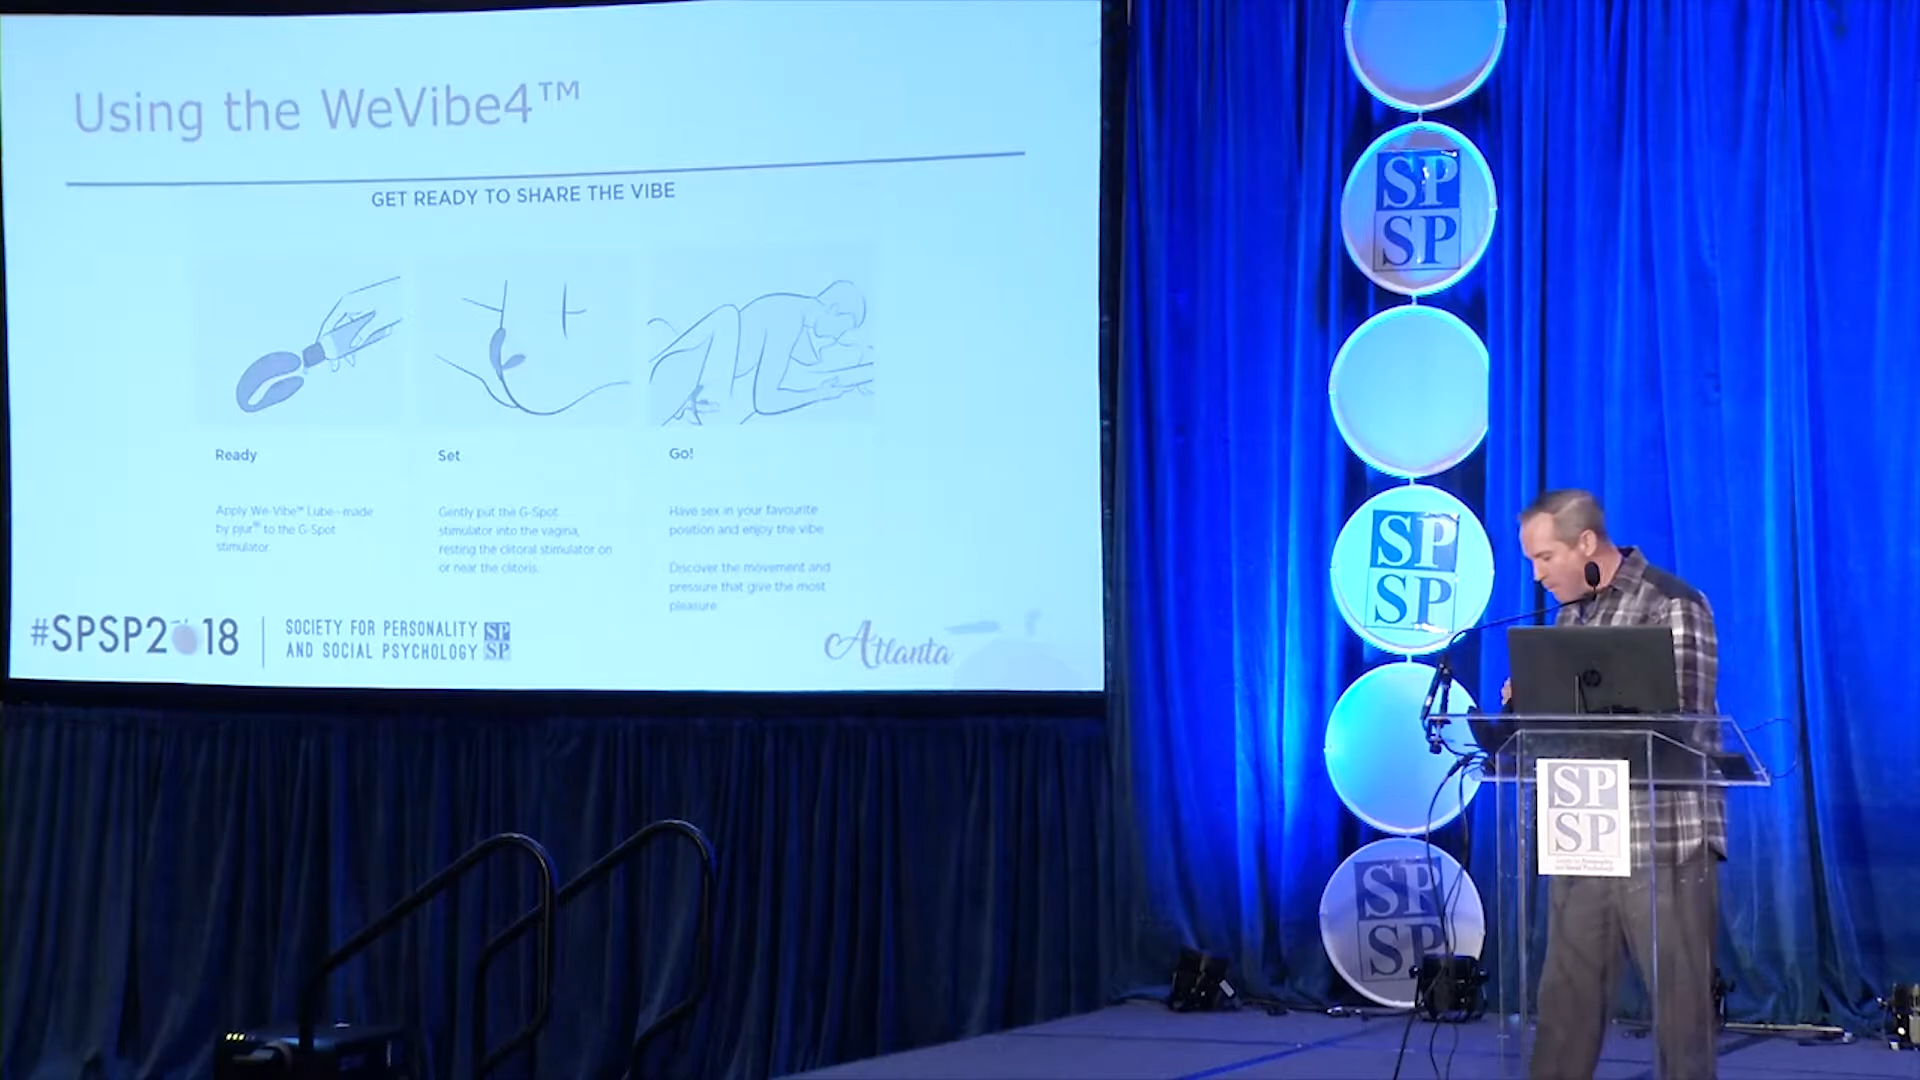 Using the WeVibe4™
GET READY TO SHARE THE VIBE
Ready
Apply We-Vibe™ Lube—made
by pjur® to the G-Spot
stimulator.
Set
Gently put the G-Spot
stimulator into the vagina,
resting the clitoral stimulator on
or near the clitoris.
Go!
Have sex in your favourite
position and enjoy the vibe.
Discover the movement and
pressure that give the most
pleasure.
#SPSP2018
SOCIETY FOR PERSONALITY
AND SOCIAL PSYCHOLOGY
SP
SP
Atlanta
SP
SP
SP
SP
SP
SP
SP
SP
hp